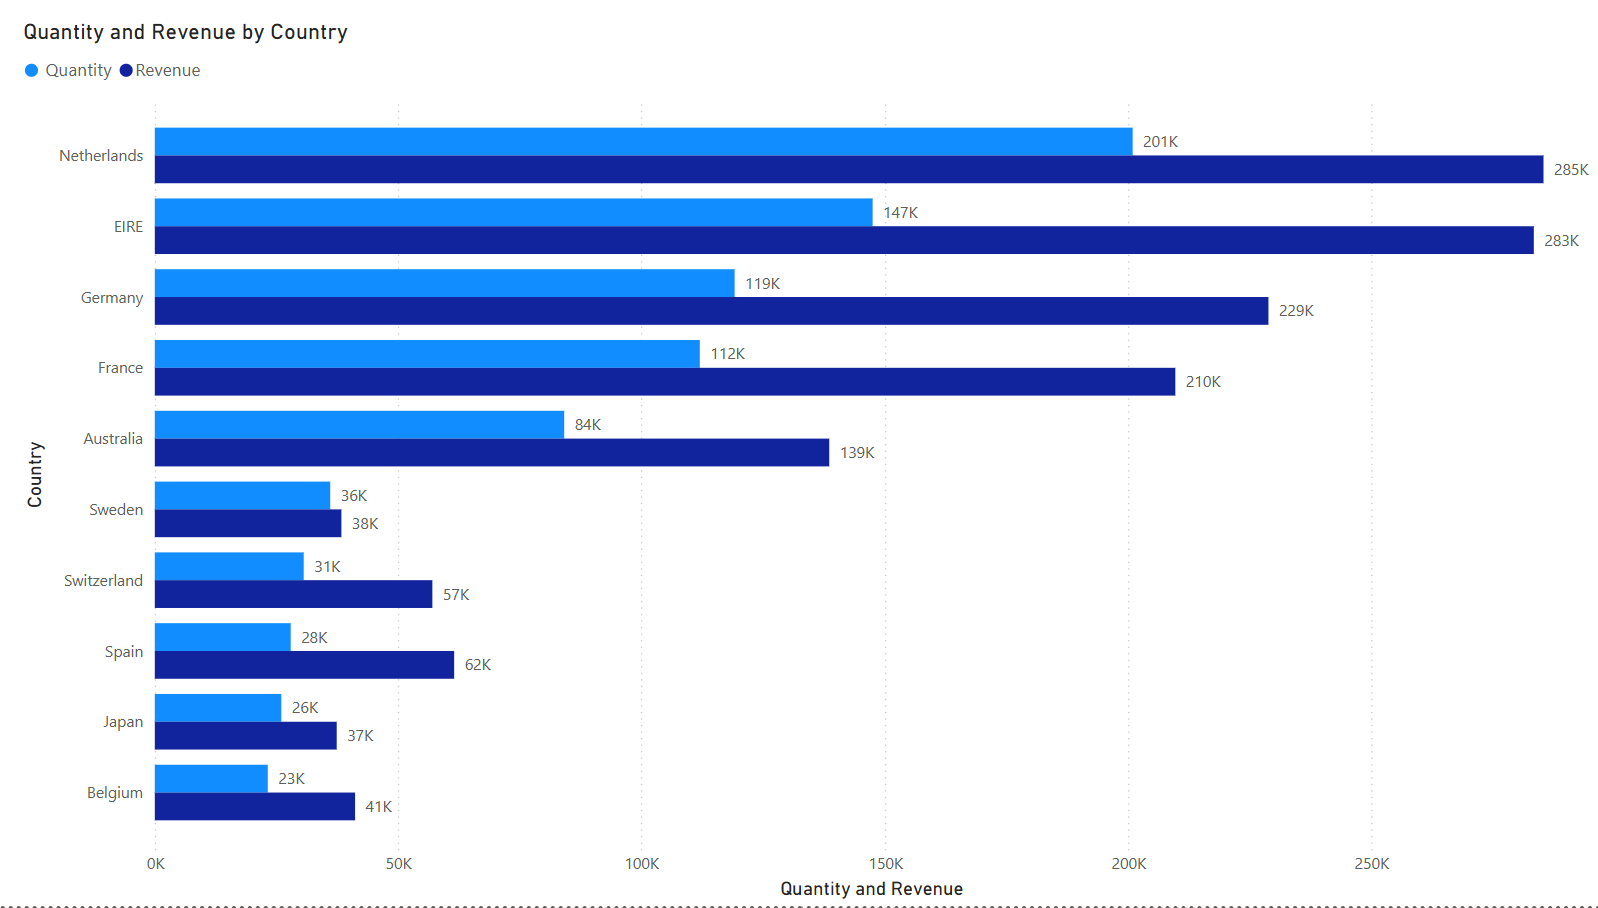 Quantity and Revenue by Country
Quantity Revenue
Netherlands
201K
285K
EIRE
147K
283K
Germany
119K
229K
France
112K
210K
Australia
84K
139K
Sweden
36K
38K
Switzerland
31K
57K
Spain
28K
62K
Japan
26K
37K
Belgium
23K
41K
Country
0K 50K 100K 150K 200K 250K
Quantity and Revenue